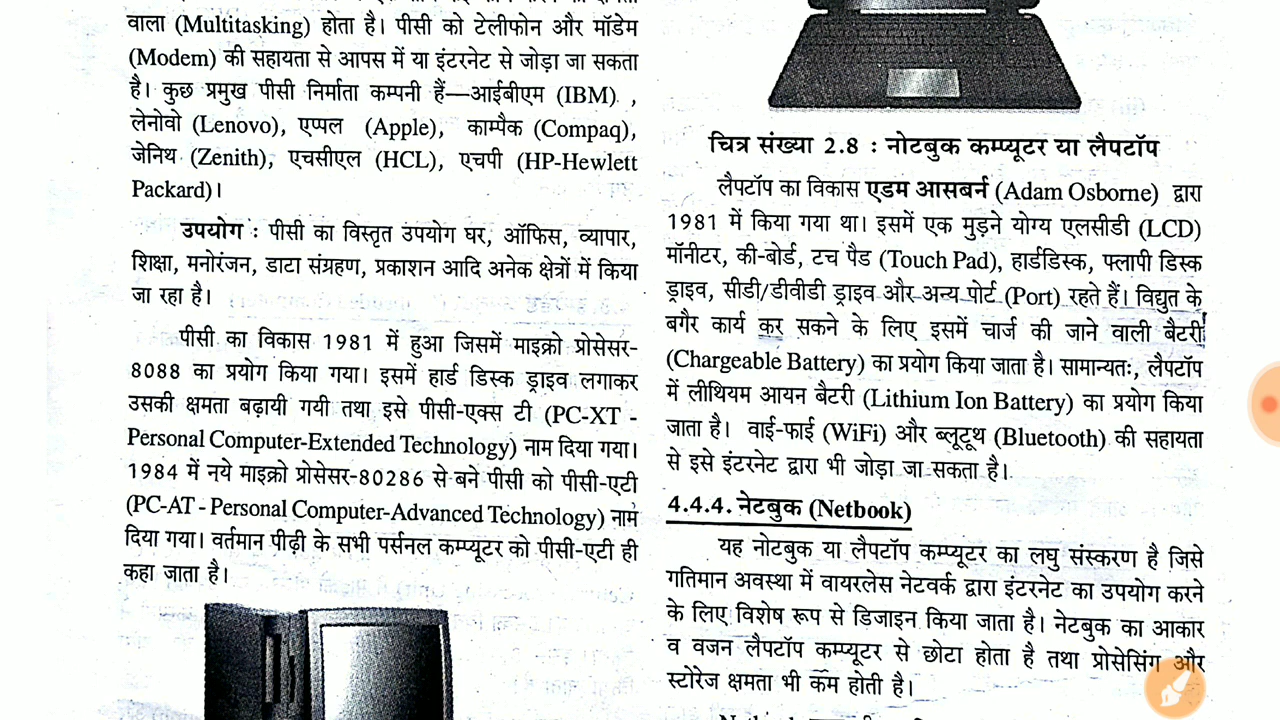 वाला (Multitasking) होता है। पीसी को टेलीफोन और मॉडेम
(Modem) की सहायता से आपस में या इंटरनेट से जोड़ा जा सकता
है। कुछ प्रमुख पीसी निर्माता कम्पनी हैं—आईबीएम (IBM) ,
लेनोवो (Lenovo), एप्पल (Apple), काम्पैक (Compaq),
जेनिथ (Zenith), एचसीएल (HCL), एचपी (HP-Hewlett
Packard)।
उपयोग : पीसी का विस्तृत उपयोग घर, ऑफिस, व्यापार,
शिक्षा, मनोरंजन, डाटा संग्रहण, प्रकाशन आदि अनेक क्षेत्रों में किया
जा रहा है।
पीसी का विकास 1981 में हुआ जिसमें माइक्रो प्रोसेसर-
8088 का प्रयोग किया गया। इसमें हार्ड डिस्क ड्राइव लगाकर
उसकी क्षमता बढ़ायी गयी तथा इसे पीसी-एक्स टी (PC-XT -
Personal Computer-Extended Technology) नाम दिया गया।
1984 में नये माइक्रो प्रोसेसर-80286 से बने पीसी को पीसी-एटी
(PC-AT - Personal Computer-Advanced Technology) नाम
दिया गया। वर्तमान पीढ़ी के सभी पर्सनल कम्प्यूटर को पीसी-एटी ही
कहा जाता है।
चित्र संख्या 2.8 : नोटबुक कम्प्यूटर या लैपटॉप
लैपटॉप का विकास एडम आसबर्न (Adam Osborne) द्वारा
1981 में किया गया था। इसमें एक मुड़ने योग्य एलसीडी (LCD)
मॉनीटर, की-बोर्ड, टच पैड (Touch Pad), हार्डडिस्क, फ्लापी डिस्क
ड्राइव, सीडी/डीवीडी ड्राइव और अन्य पोर्ट (Port) रहते हैं। विद्युत के
बगैर कार्य कर सकने के लिए इसमें चार्ज की जाने वाली बैटरी
(Chargeable Battery) का प्रयोग किया जाता है। सामान्यतः, लैपटॉप
में लीथियम आयन बैटरी (Lithium Ion Battery) का प्रयोग किया
जाता है। वाई-फाई (WiFi) और ब्लूटूथ (Bluetooth) की सहायता
से इसे इंटरनेट द्वारा भी जोड़ा जा सकता है।
4.4.4. नेटबुक (Netbook)
यह नोटबुक या लैपटॉप कम्प्यूटर का लघु संस्करण है जिसे
गतिमान अवस्था में वायरलेस नेटवर्क द्वारा इंटरनेट का उपयोग करने
के लिए विशेष रूप से डिजाइन किया जाता है। नेटबुक का आकार
व वजन लैपटॉप कम्प्यूटर से छोटा होता है तथा प्रोसेसिंग और
स्टोरेज क्षमता भी कम होती है।